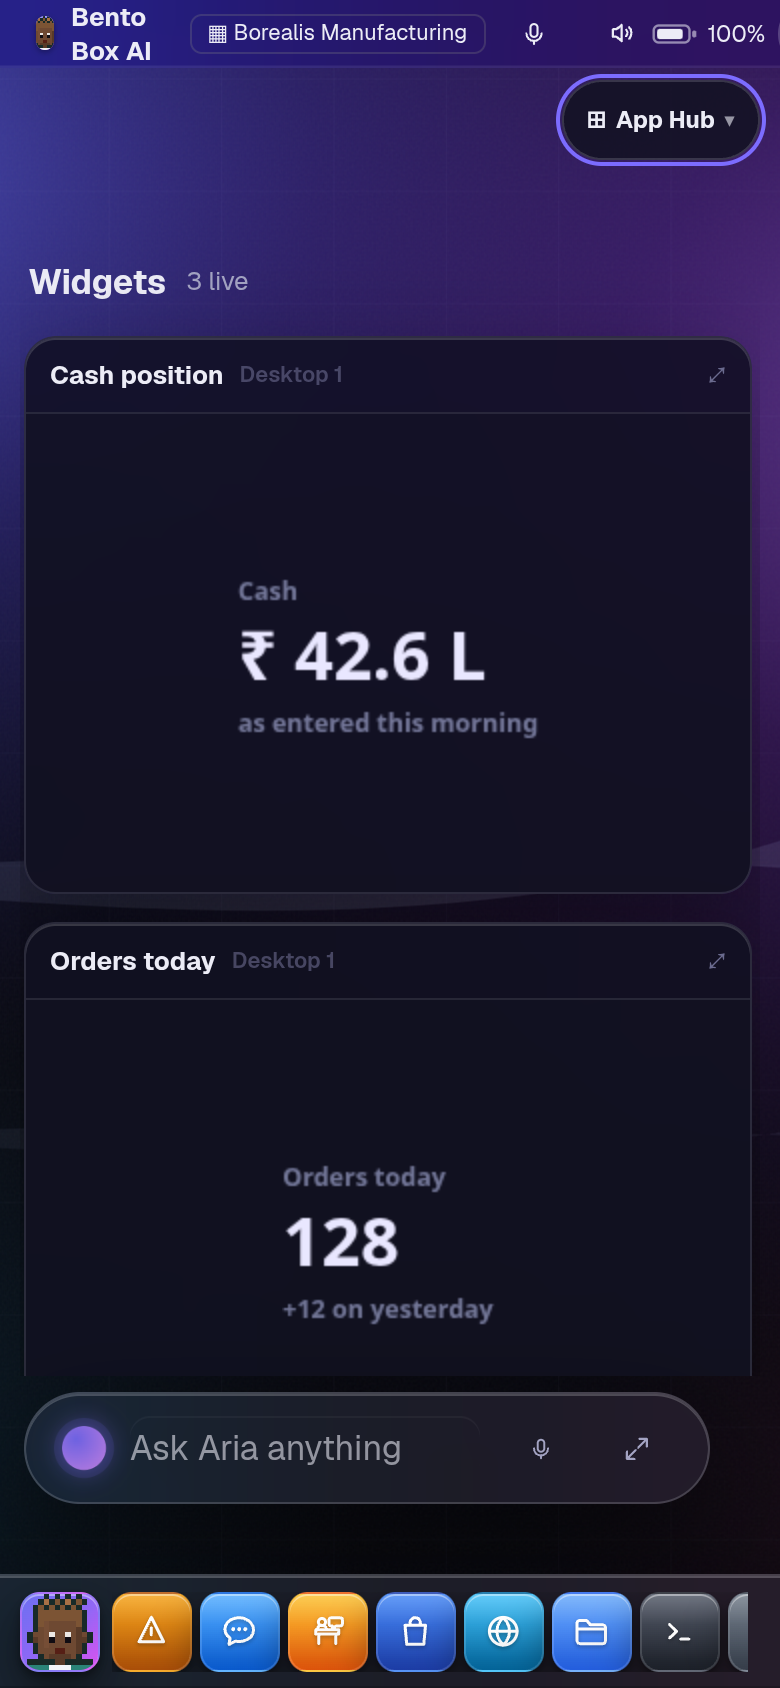 Bento
Box AI
Borealis Manufacturing
100%
App Hub
Widgets 3 live
Cash position Desktop 1
Cash
₹ 42.6 L
as entered this morning
Orders today Desktop 1
Orders today
128
+12 on yesterday
Ask Aria anything